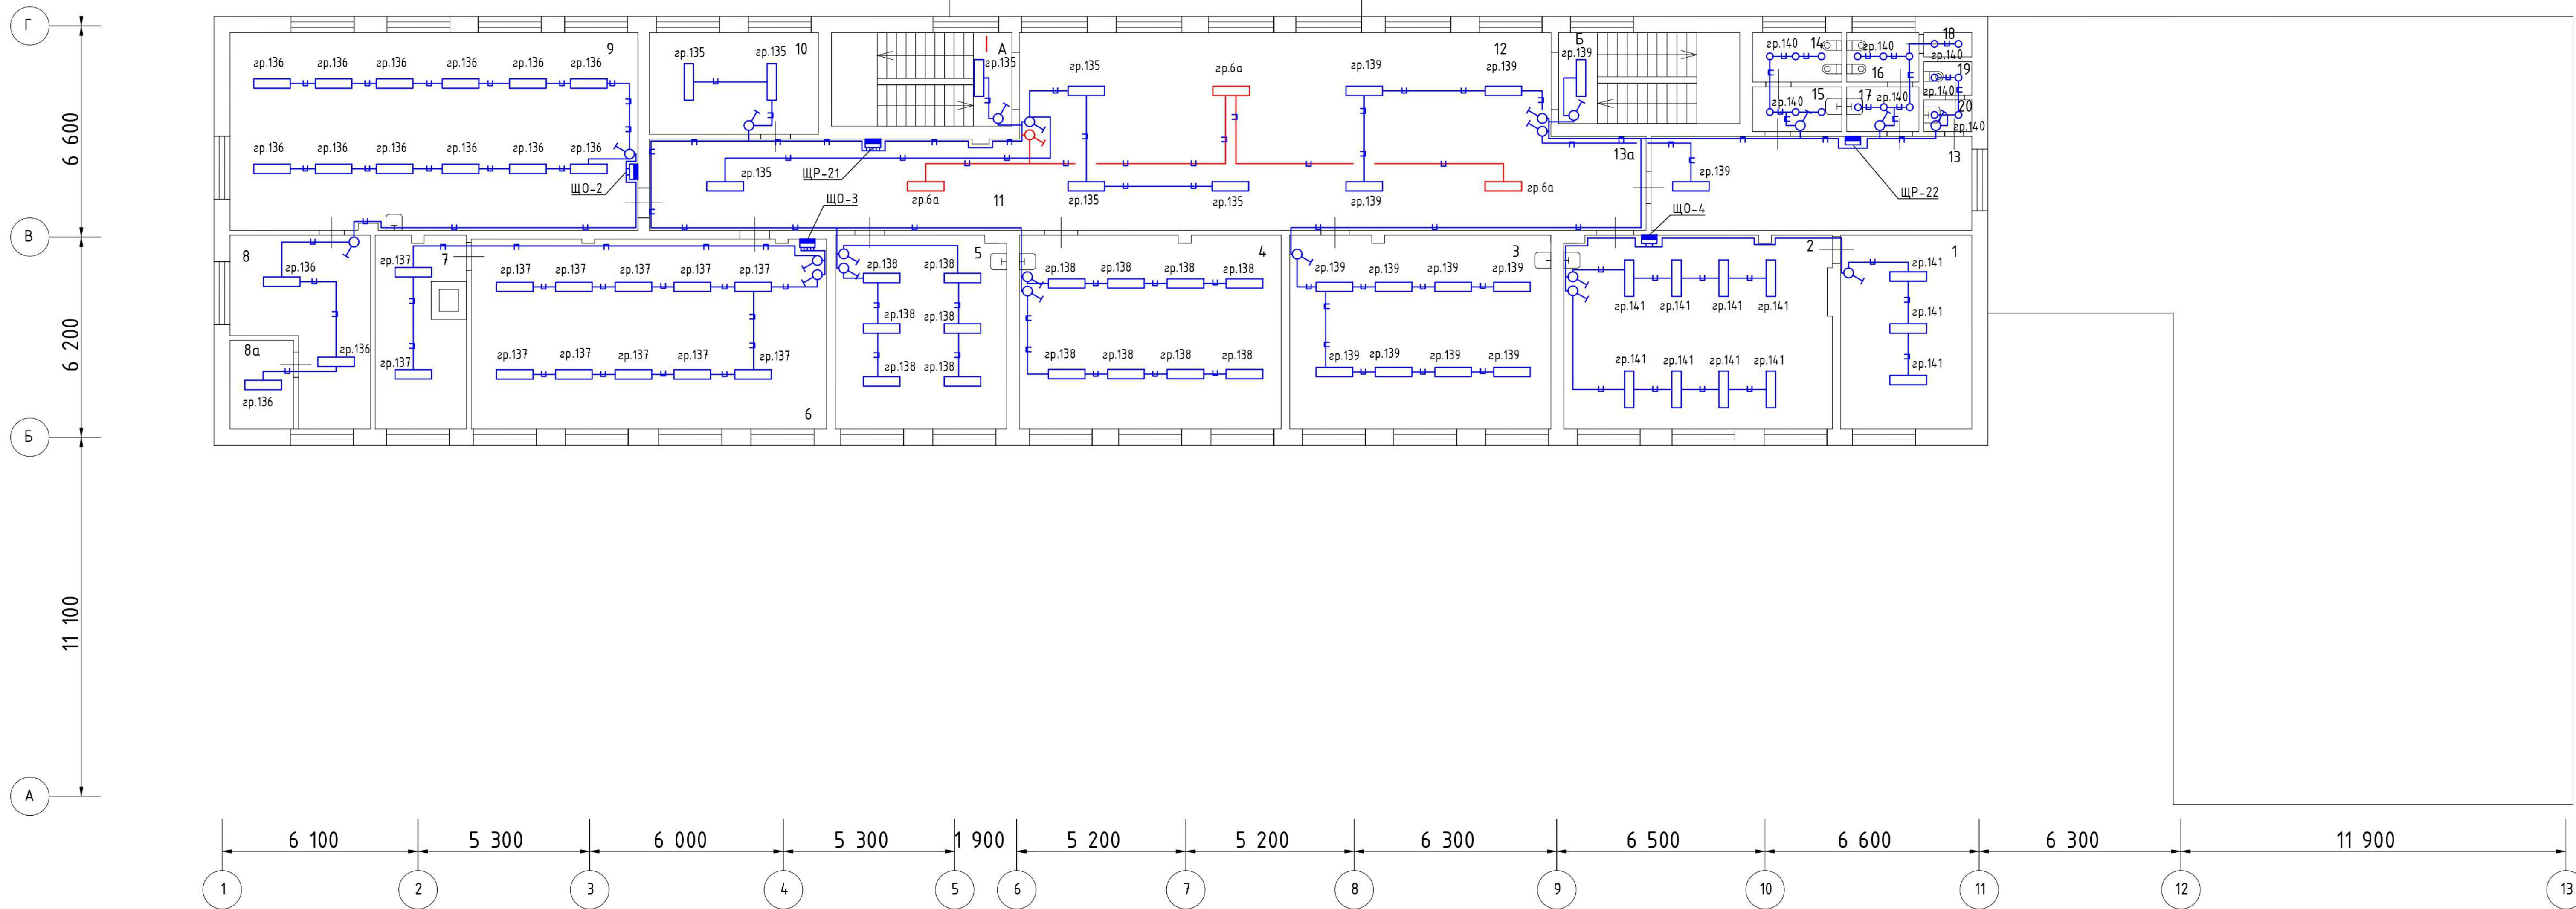 Г
9
10
А
12
Б
14
18
гр.135
гр.135
гр.135
гр.139
гр.139
гр.140
гр.140
гр.140
гр.136
гр.136
гр.136
гр.136
гр.136
гр.136
гр.135
гр.6а
гр.139
16
19
гр.140
гр.140
15
17
гр.140
20
гр.140
6 600
гр.136
гр.136
гр.136
гр.136
гр.136
гр.136
13а
13
ЩО-2
гр.135
ЩР-21
гр.139
гр.6а
11
гр.135
гр.135
гр.139
гр.6а
ЩР-22
ЩО-3
ЩО-4
В
8
гр.136
гр.137
7
гр.137
гр.137
гр.137
гр.137
гр.137
гр.138
гр.138
5
гр.138
гр.138
гр.138
гр.138
4
гр.139
гр.139
гр.139
гр.139
3
2
гр.141
1
гр.141
гр.141
гр.141
гр.141
гр.138
гр.138
гр.141
6 200
8а
гр.136
гр.137
гр.137
гр.137
гр.137
гр.137
гр.137
гр.138
гр.138
гр.138
гр.138
гр.138
гр.138
гр.139
гр.139
гр.139
гр.139
гр.141
гр.141
гр.141
гр.141
гр.141
гр.136
6
Б
11 100
А
6 100
5 300
6 000
5 300
1 900
5 200
5 200
6 300
6 500
6 600
6 300
11 900
1
2
3
4
5
6
7
8
9
10
11
12
13